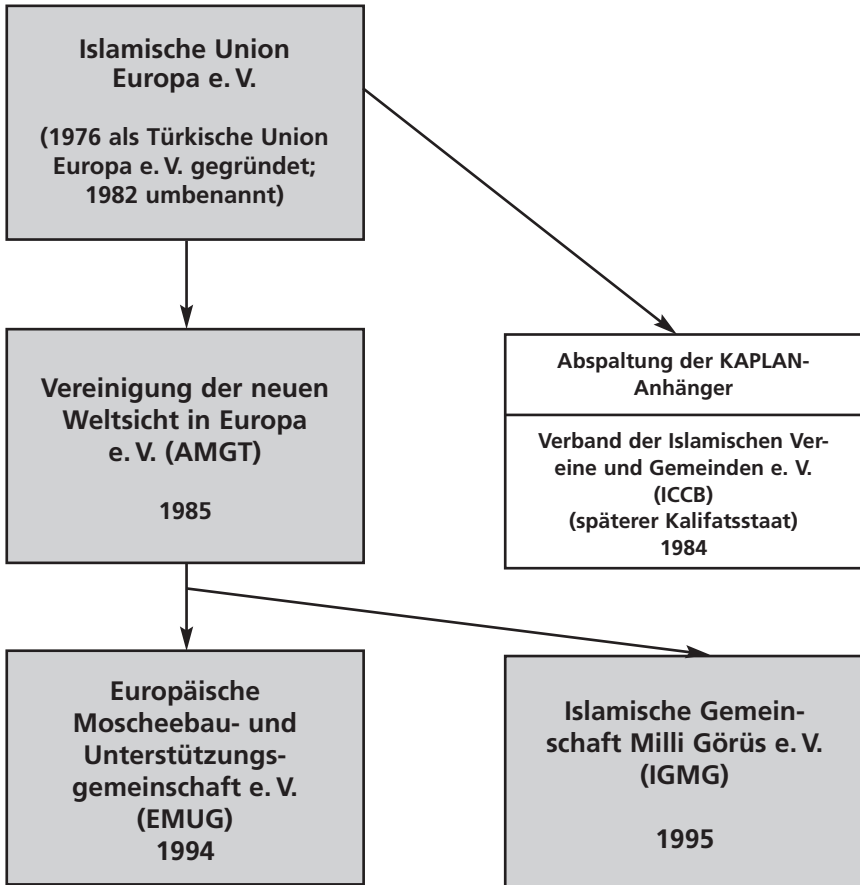 Islamische Union
Europa e. V.
(1976 als Türkische Union
Europa e. V. gegründet;
1982 umbenannt)
Vereinigung der neuen
Weltsicht in Europa
e. V. (AMGT)
1985
Abspaltung der KAPLAN-
Anhänger
Verband der Islamischen Ver-
eine und Gemeinden e. V.
(ICCB)
(späterer Kalifatsstaat)
1984
Europäische
Moscheebau- und
Unterstützungs-
gemeinschaft e. V.
(EMUG)
1994
Islamische Gemein-
schaft Milli Görüs e. V.
(IGMG)
1995